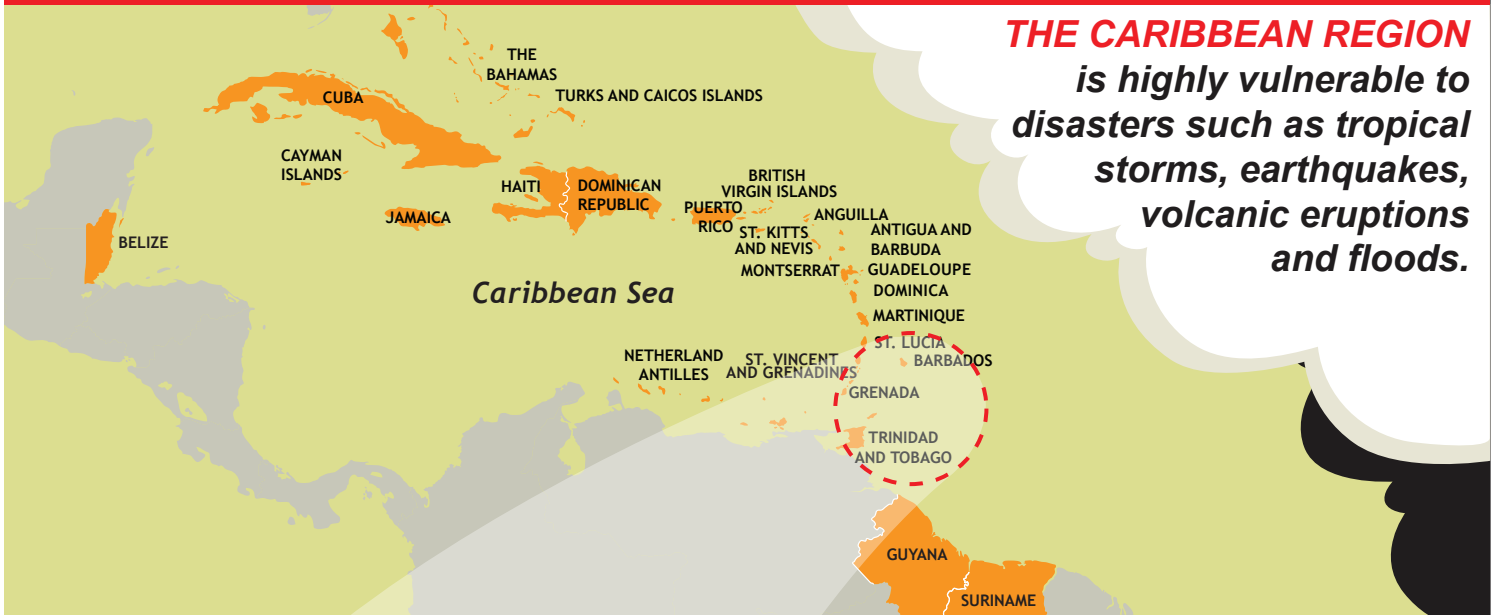 THE CARIBBEAN REGION
is highly vulnerable to
disasters such as tropical
storms, earthquakes,
volcanic eruptions
and floods.
THE
BAHAMAS
TURKS AND CAICOS ISLANDS
CUBA
CAYMAN
ISLANDS
HAITI
DOMINICAN
REPUBLIC
JAMAICA
PUERTO
RICO
BRITISH
VIRGIN ISLANDS
ANGUILLA
ST. KITTS
AND NEVIS
ANTIGUA AND
BARBUDA
BELIZE
MONTSERRAT
GUADELOUPE
DOMINICA
Caribbean Sea
MARTINIQUE
ST. LUCIA
BARBADOS
NETHERLAND
ANTILLES
ST. VINCENT
AND GRENADINES
GRENADA
TRINIDAD
AND TOBAGO
GUYANA
SURINAME